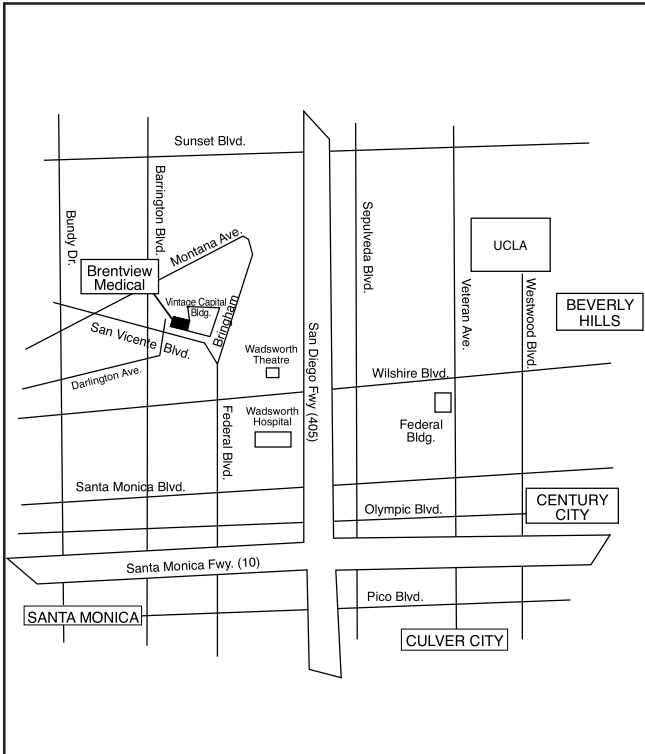 Sunset Blvd.
Barrington Blvd.
Bundy Dr.
Montana Ave.
Sepulveda Blvd.
UCLA
Brentview
Medical
Vintage Capital
Bldg.
Bringham
San Vicente Blvd.
Veteran Ave.
Westwood Blvd.
BEVERLY
HILLS
San Diego Fwy (405)
Wadsworth
Theatre
Darlington Ave.
Wilshire Blvd.
Federal Blvd.
Wadsworth
Hospital
Federal
Bldg.
Santa Monica Blvd.
Olympic Blvd.
CENTURY
CITY
Santa Monica Fwy. (10)
Pico Blvd.
SANTA MONICA
CULVER CITY